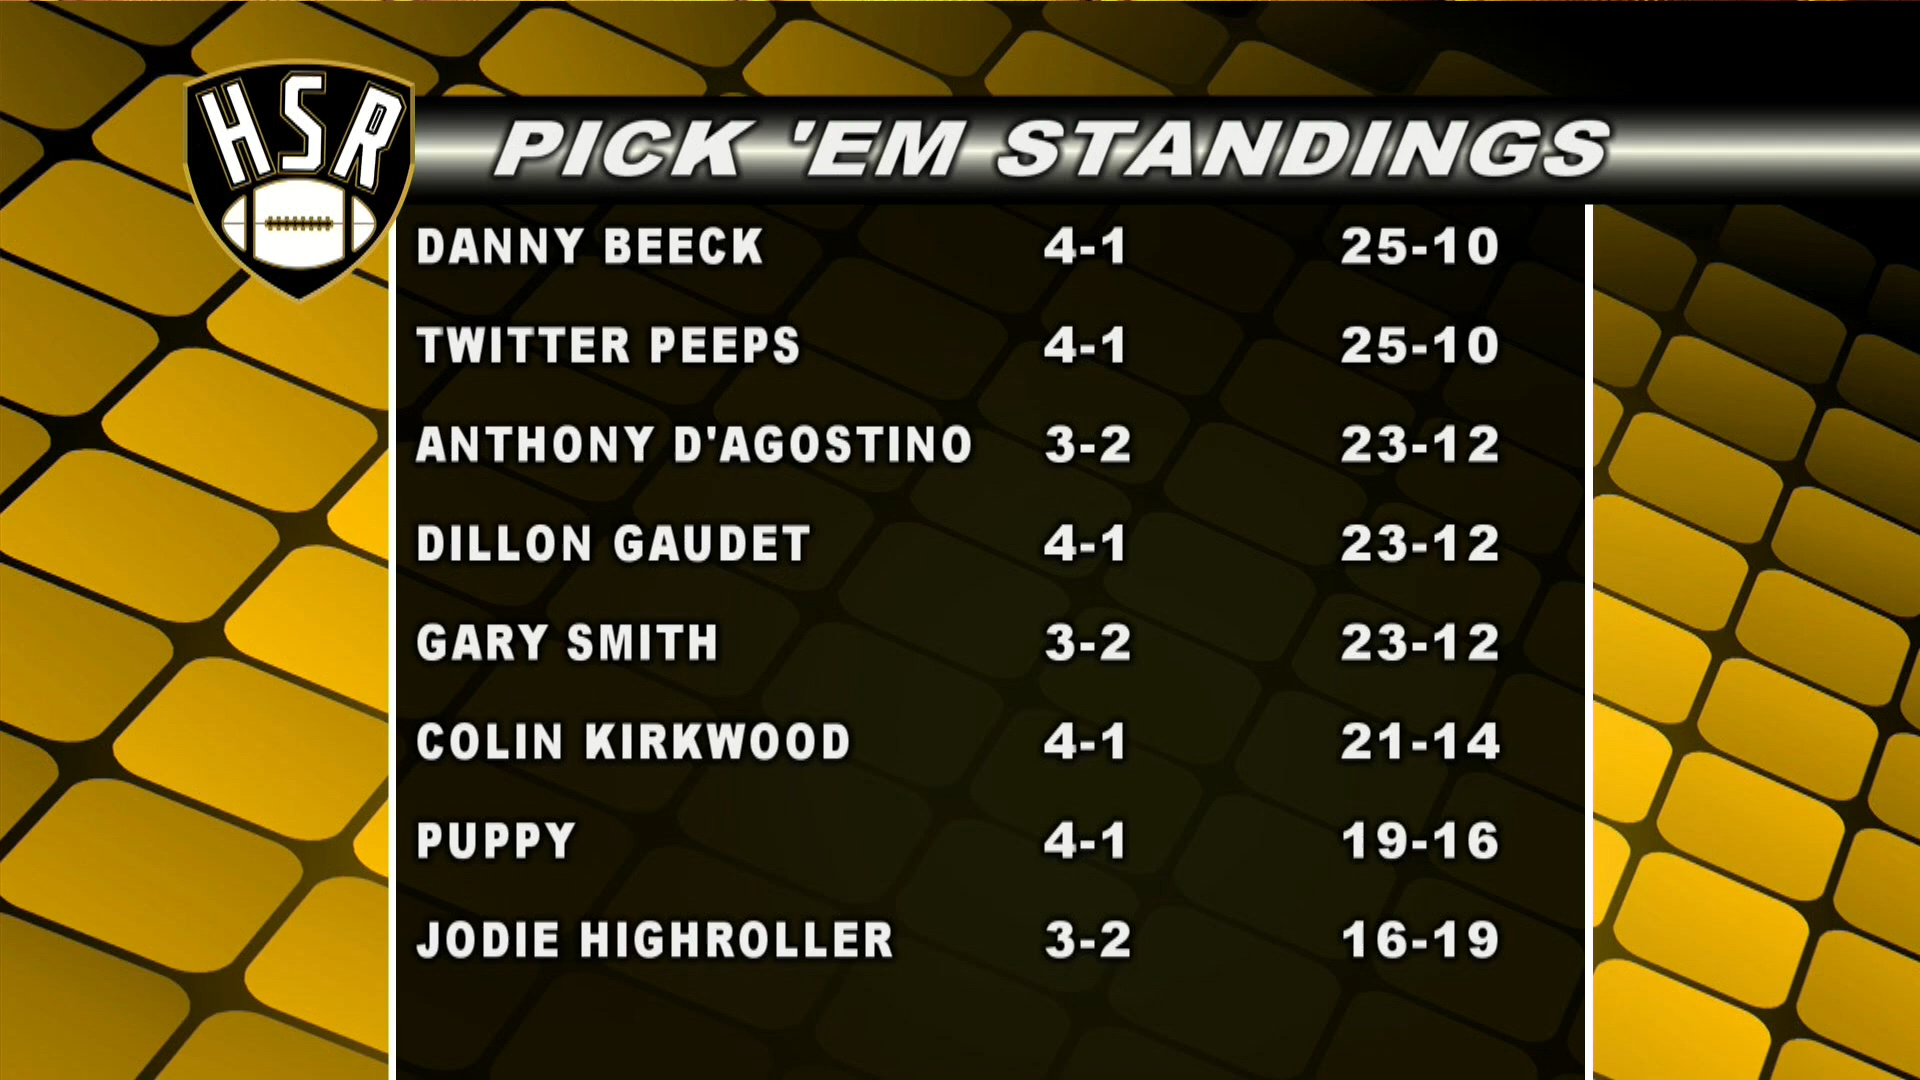 HSR
PICK 'EM STANDINGS
DANNY BEECK 4-1 25-10
TWITTER PEEPS 4-1 25-10
ANTHONY D'AGOSTINO 3-2 23-12
DILLON GAUDET 4-1 23-12
GARY SMITH 3-2 23-12
COLIN KIRKWOOD 4-1 21-14
PUPPY 4-1 19-16
JODIE HIGHROLLER 3-2 16-19